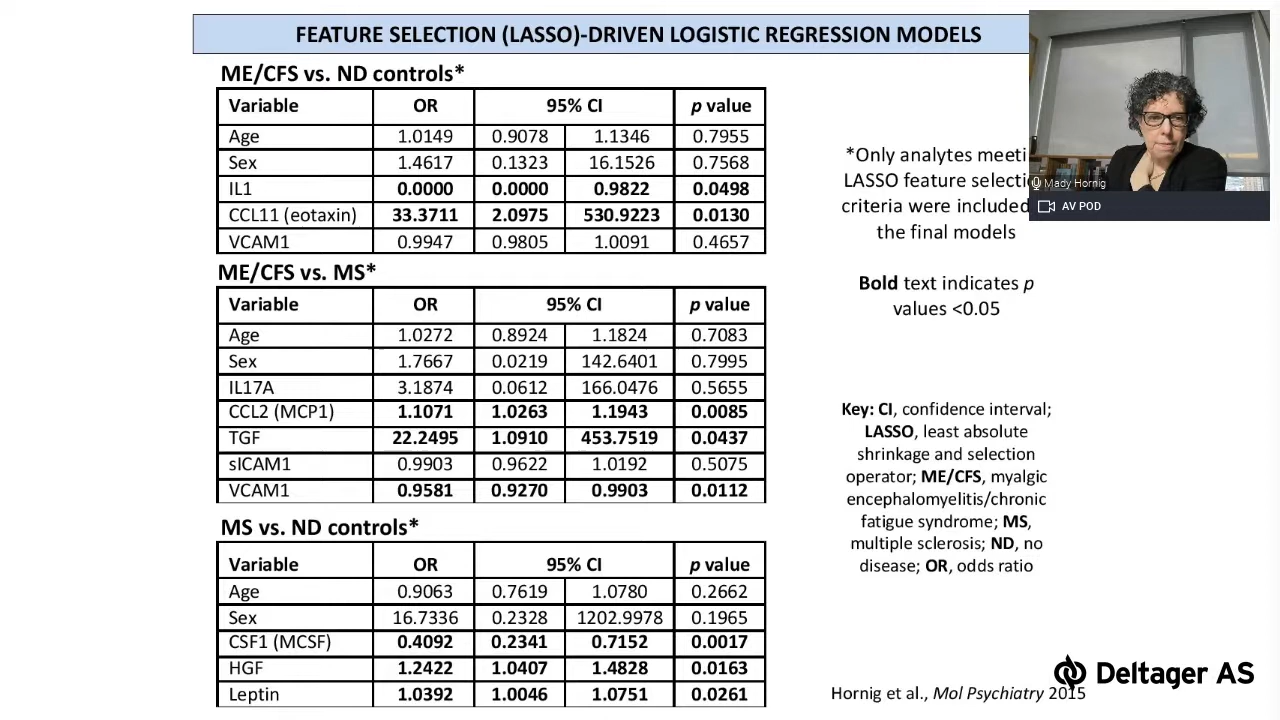 FEATURE SELECTION (LASSO)-DRIVEN LOGISTIC REGRESSION MODELS
ME/CFS vs. ND controls*
Variable OR 95% CI p value
Age 1.0149 0.9078 1.1346 0.7955
Sex 1.4617 0.1323 16.1526 0.7568
IL1 0.0000 0.0000 0.9822 0.0498
CCL11 (eotaxin) 33.3711 2.0975 530.9223 0.0130
VCAM1 0.9947 0.9805 1.0091 0.4657
ME/CFS vs. MS*
Variable OR 95% CI p value
Age 1.0272 0.8924 1.1824 0.7083
Sex 1.7667 0.0219 142.6401 0.7995
IL17A 3.1874 0.0612 166.0476 0.5655
CCL2 (MCP1) 1.1071 1.0263 1.1943 0.0085
TGF 22.2495 1.0910 453.7519 0.0437
sICAM1 0.9903 0.9622 1.0192 0.5075
VCAM1 0.9581 0.9270 0.9903 0.0112
MS vs. ND controls*
Variable OR 95% CI p value
Age 0.9063 0.7619 1.0780 0.2662
Sex 16.7336 0.2328 1202.9978 0.1965
CSF1 (MCSF) 0.4092 0.2341 0.7152 0.0017
HGF 1.2422 1.0407 1.4828 0.0163
Leptin 1.0392 1.0046 1.0751 0.0261
*Only analytes meeti
LASSO feature selecti
criteria were included
the final models
Bold text indicates p
values <0.05
Key: CI, confidence interval;
LASSO, least absolute
shrinkage and selection
operator; ME/CFS, myalgic
encephalomyelitis/chronic
fatigue syndrome; MS,
multiple sclerosis; ND, no
disease; OR, odds ratio
Hornig et al., Mol Psychiatry 2015
Mady Hornig
AV POD
Deltager AS